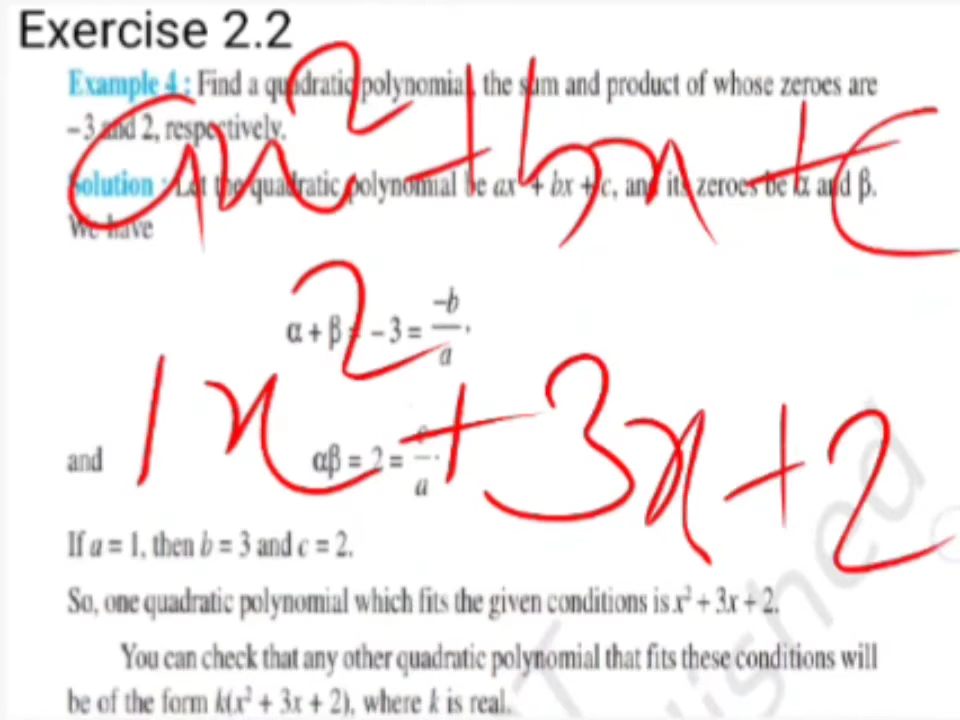 Exercise 2.2
Example 4 : Find a quadratic polynomial, the sum and product of whose zeroes are
– 3 and 2, respectively.
ax² + bx + c
Solution : Let the quadratic polynomial be ax² + bx + c, and its zeroes be α and β.
We have
α + β = – 3 = –b/a,
1x² + 3x + 2
and αβ = 2 = c/a.
If a = 1, then b = 3 and c = 2.
So, one quadratic polynomial which fits the given conditions is x² + 3x + 2.
You can check that any other quadratic polynomial that fits these conditions will
be of the form k(x² + 3x + 2), where k is real.